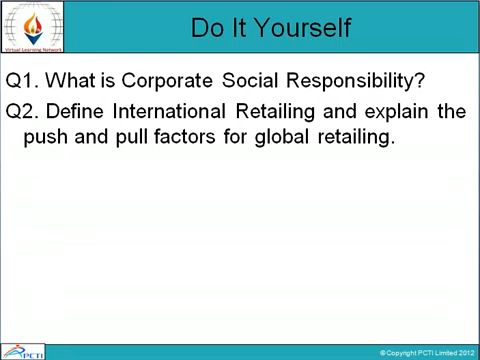 Virtual Learning Network
Do It Yourself
Q1. What is Corporate Social Responsibility?
Q2. Define International Retailing and explain the
push and pull factors for global retailing.
PCTI
©Copyright PCTI Limited 2012